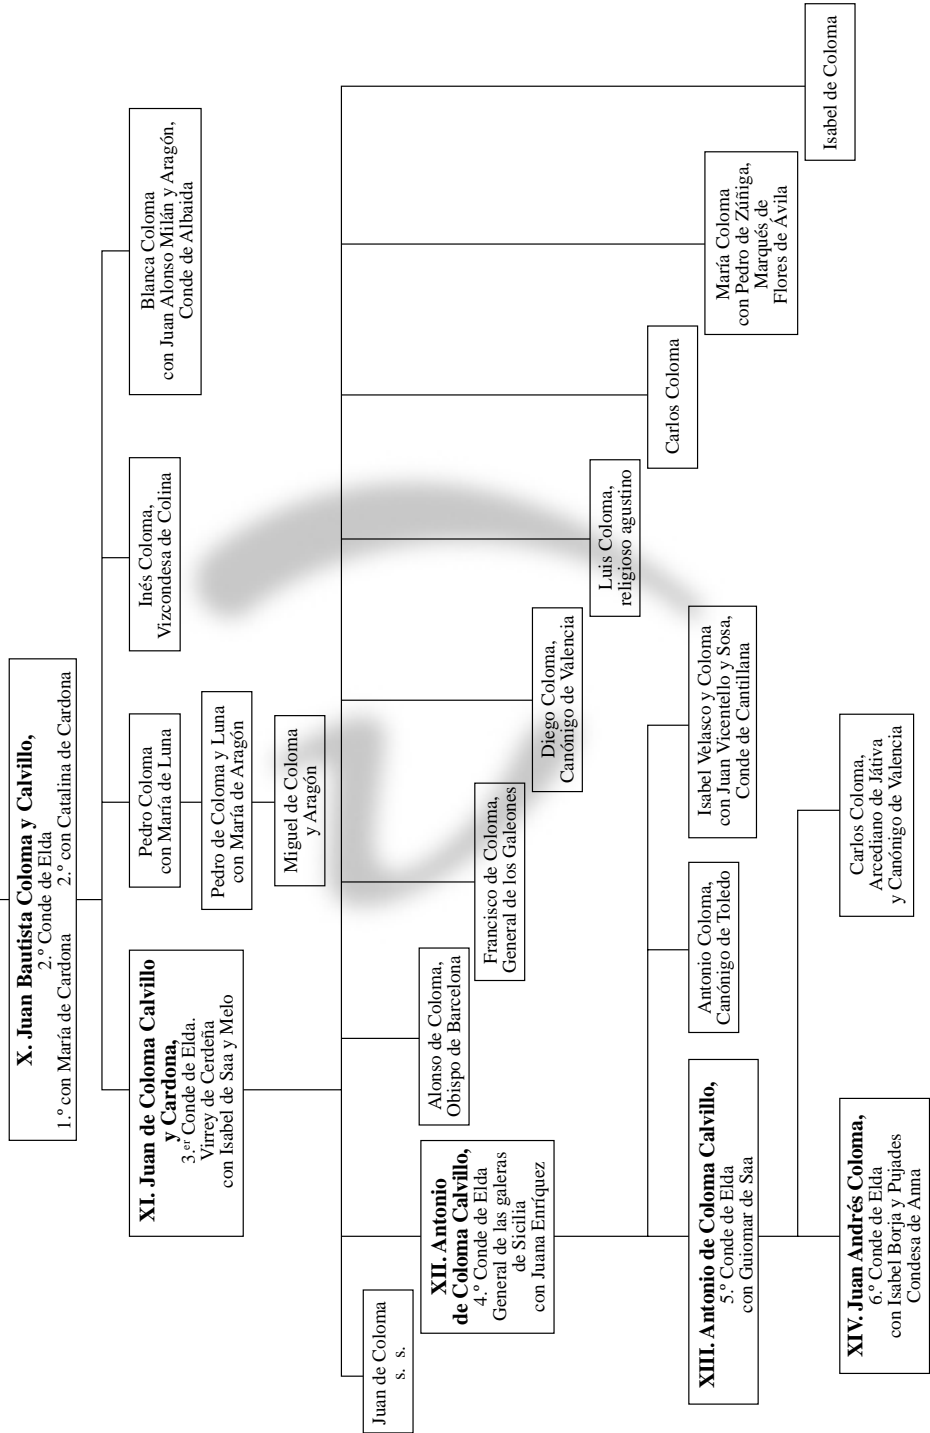 X. Juan Bautista Coloma y Calvillo,
2.º Conde de Elda
1.º con María de Cardona 2.º con Catalina de Cardona
XI. Juan de Coloma Calvillo
y Cardona,
3.er Conde de Elda.
Virrey de Cerdeña
con Isabel de Saa y Melo
Pedro Coloma
con María de Luna
Inés Coloma,
Vizcondesa de Colina
Blanca Coloma
con Juan Alonso Milán y Aragón,
Conde de Albaida
Pedro de Coloma y Luna
con María de Aragón
Miguel de Coloma
y Aragón
Juan de Coloma
s. s.
XII. Antonio
de Coloma Calvillo,
4.º Conde de Elda
General de las galeras
de Sicilia
con Juana Enríquez
Alonso de Coloma,
Obispo de Barcelona
Francisco de Coloma,
General de los Galeones
Diego Coloma,
Canónigo de Valencia
Luis Coloma,
religioso agustino
Carlos Coloma
María Coloma
con Pedro de Zúñiga,
Marqués de
Flores de Ávila
Isabel de Coloma
XIII. Antonio de Coloma Calvillo,
5.º Conde de Elda
con Guiomar de Saa
Antonio Coloma,
Canónigo de Toledo
Isabel Velasco y Coloma
con Juan Vicentello y Sosa,
Conde de Cantillana
XIV. Juan Andrés Coloma,
6.º Conde de Elda
con Isabel Borja y Pujades
Condesa de Anna
Carlos Coloma,
Arcediano de Játiva
y Canónigo de Valencia